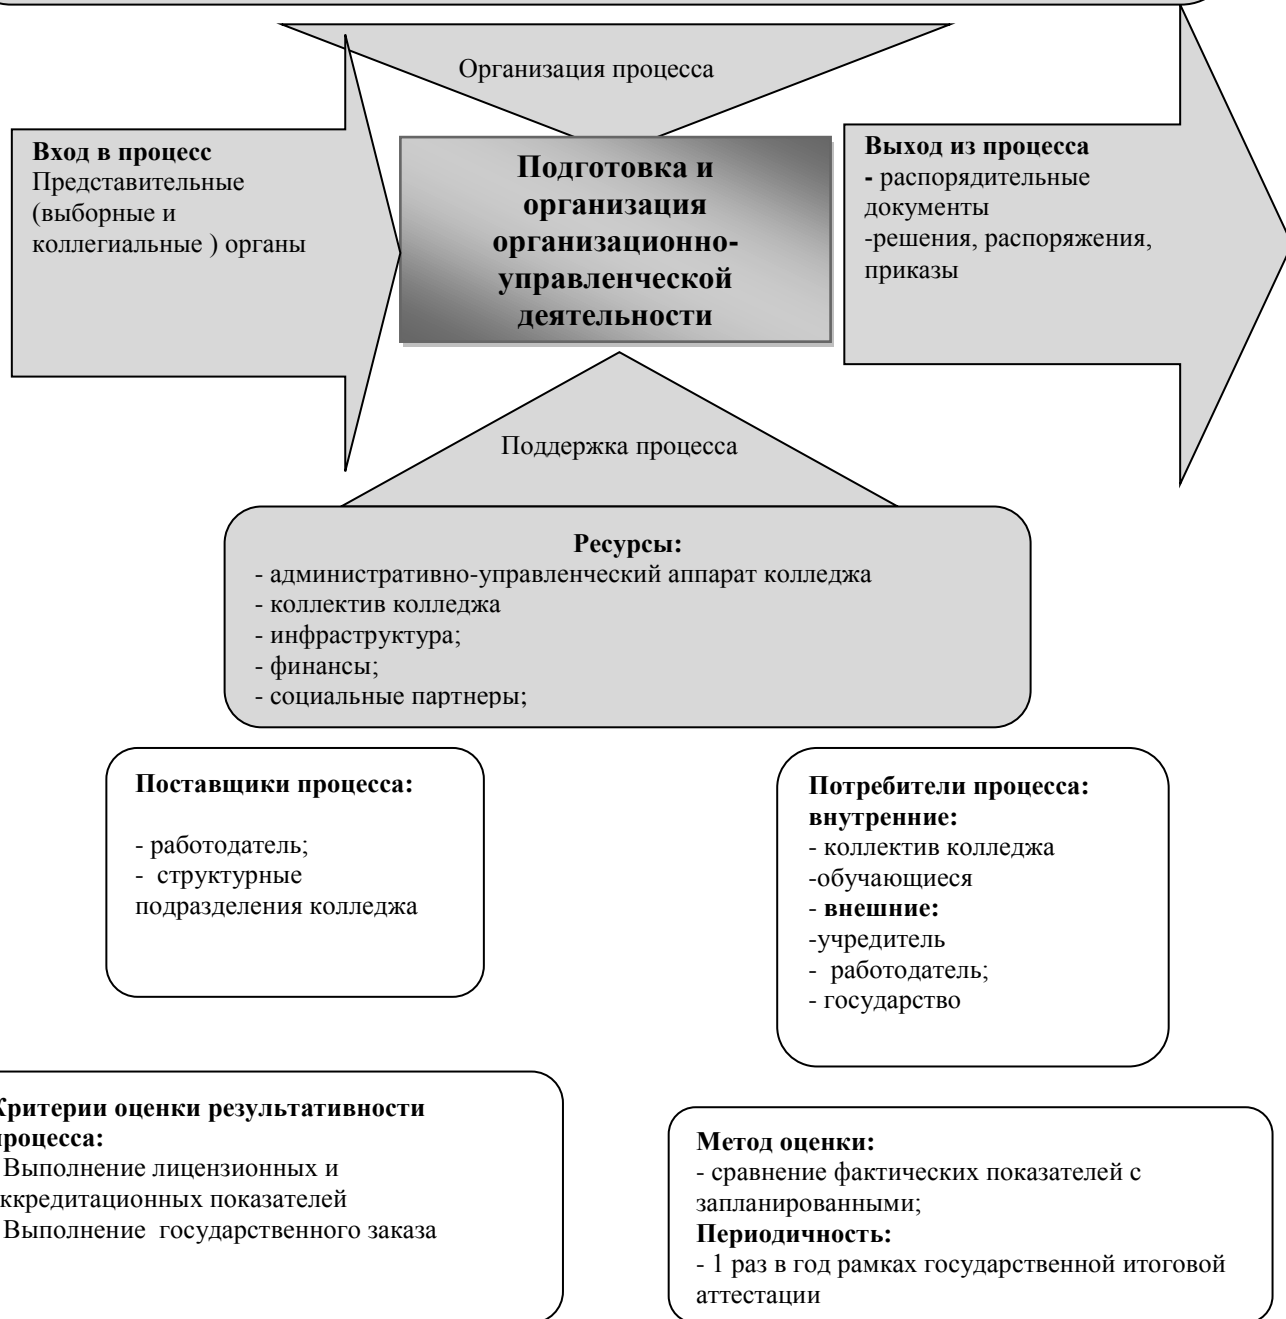 Организация процесса
Вход в процесс
Представительные
(выборные и
коллегиальные ) органы
Подготовка и
организация
организационно-
управленческой
деятельности
Выход из процесса
- распорядительные
документы
-решения, распоряжения,
приказы
Поддержка процесса
Ресурсы:
- административно-управленческий аппарат колледжа
- коллектив колледжа
- инфраструктура;
- финансы;
- социальные партнеры;
Поставщики процесса:
- работодатель;
- структурные
подразделения колледжа
Потребители процесса:
внутренние:
- коллектив колледжа
-обучающиеся
- внешние:
-учредитель
- работодатель;
- государство
Критерии оценки результативности
процесса:
Выполнение лицензионных и
ккредитационных показателей
Выполнение государственного заказа
Метод оценки:
- сравнение фактических показателей с
запланированными;
Периодичность:
- 1 раз в год рамках государственной итоговой
аттестации